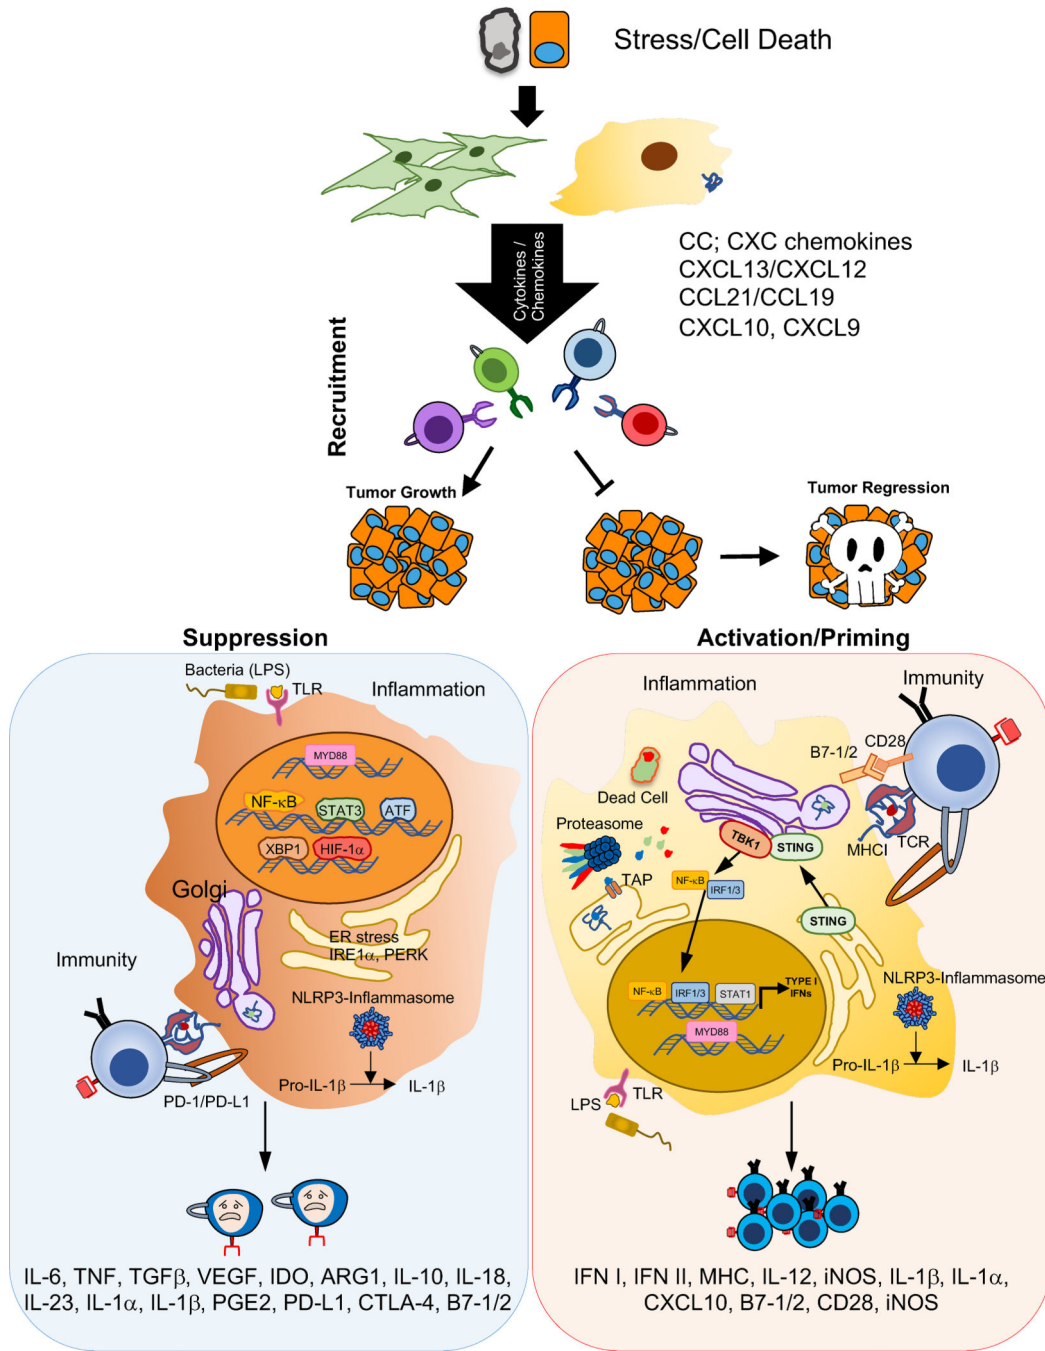 Stress/Cell Death
Cytokines /
Chemokines
CC; CXC chemokines
CXCL13/CXCL12
CCL21/CCL19
CXCL10, CXCL9
Recruitment
Tumor Growth
Tumor Regression
Suppression
Bacteria (LPS)
TLR
Inflammation
MYD88
NF-κB
STAT3
ATF
XBP1
HIF-1α
Golgi
ER stress
IRE1α, PERK
Immunity
NLRP3-Inflammasome
Pro-IL-1β
IL-1β
PD-1/PD-L1
IL-6, TNF, TGFβ, VEGF, IDO, ARG1, IL-10, IL-18,
IL-23, IL-1α, IL-1β, PGE2, PD-L1, CTLA-4, B7-1/2
Activation/Priming
Inflammation
Immunity
B7-1/2
CD28
Dead Cell
Proteasome
TAP
TBK1
STING
MHCI
TCR
NF-κB
IRF1/3
STING
NF-κB
IRF1/3
STAT1
TYPE I
IFNs
MYD88
NLRP3-Inflammasome
Pro-IL-1β
IL-1β
LPS
TLR
IFN I, IFN II, MHC, IL-12, iNOS, IL-1β, IL-1α,
CXCL10, B7-1/2, CD28, iNOS